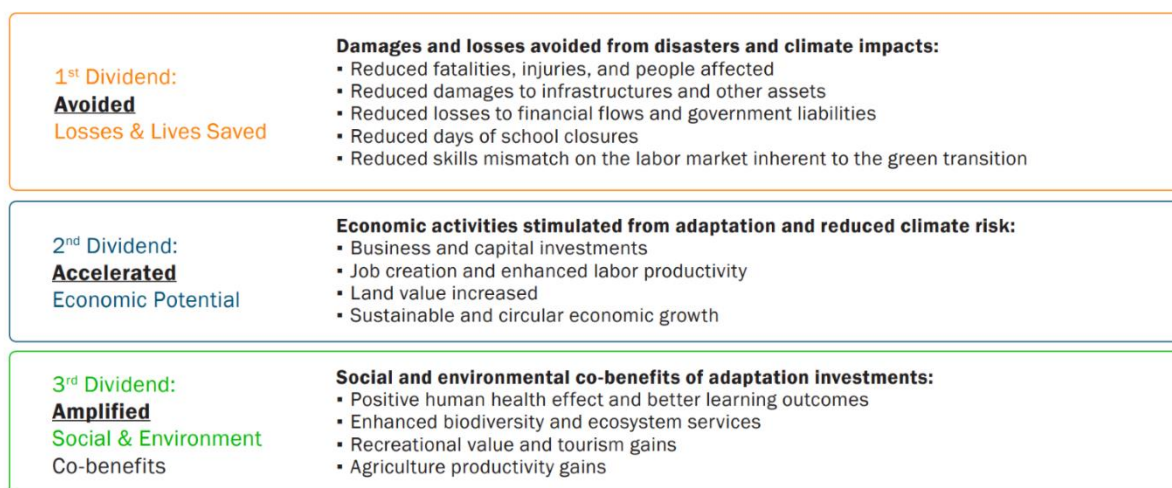 1st Dividend:
Avoided
Losses & Lives Saved
Damages and losses avoided from disasters and climate impacts:
▪ Reduced fatalities, injuries, and people affected
▪ Reduced damages to infrastructures and other assets
▪ Reduced losses to financial flows and government liabilities
▪ Reduced days of school closures
▪ Reduced skills mismatch on the labor market inherent to the green transition
2nd Dividend:
Accelerated
Economic Potential
Economic activities stimulated from adaptation and reduced climate risk:
▪ Business and capital investments
▪ Job creation and enhanced labor productivity
▪ Land value increased
▪ Sustainable and circular economic growth
3rd Dividend:
Amplified
Social & Environment
Co-benefits
Social and environmental co-benefits of adaptation investments:
▪ Positive human health effect and better learning outcomes
▪ Enhanced biodiversity and ecosystem services
▪ Recreational value and tourism gains
▪ Agriculture productivity gains